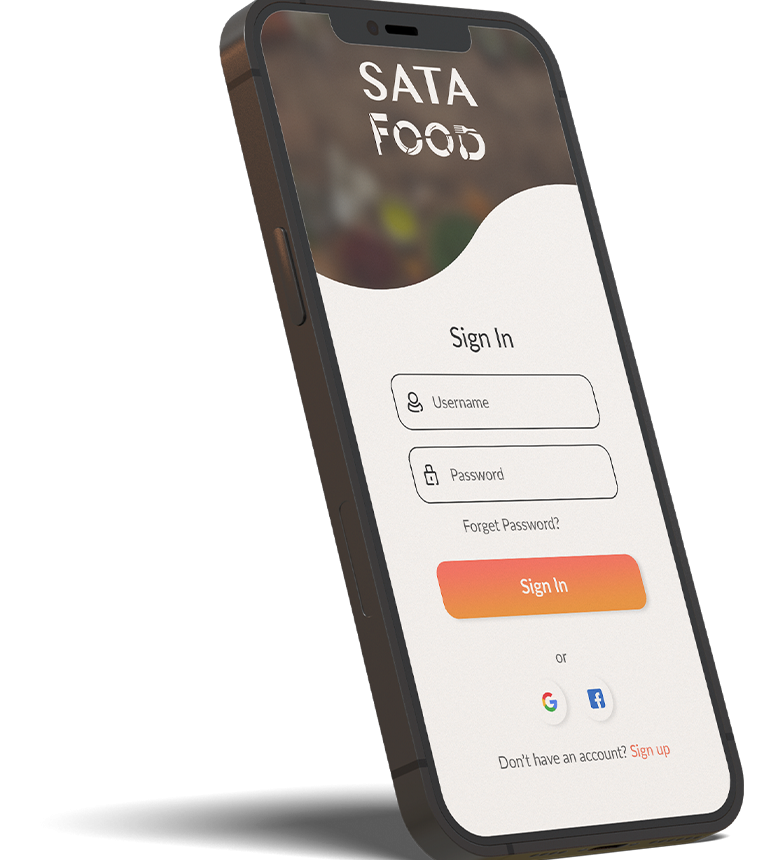 SATA
FOOD
Sign In
Username
Password
Forget Password?
Sign In
or
Don't have an account? Sign up